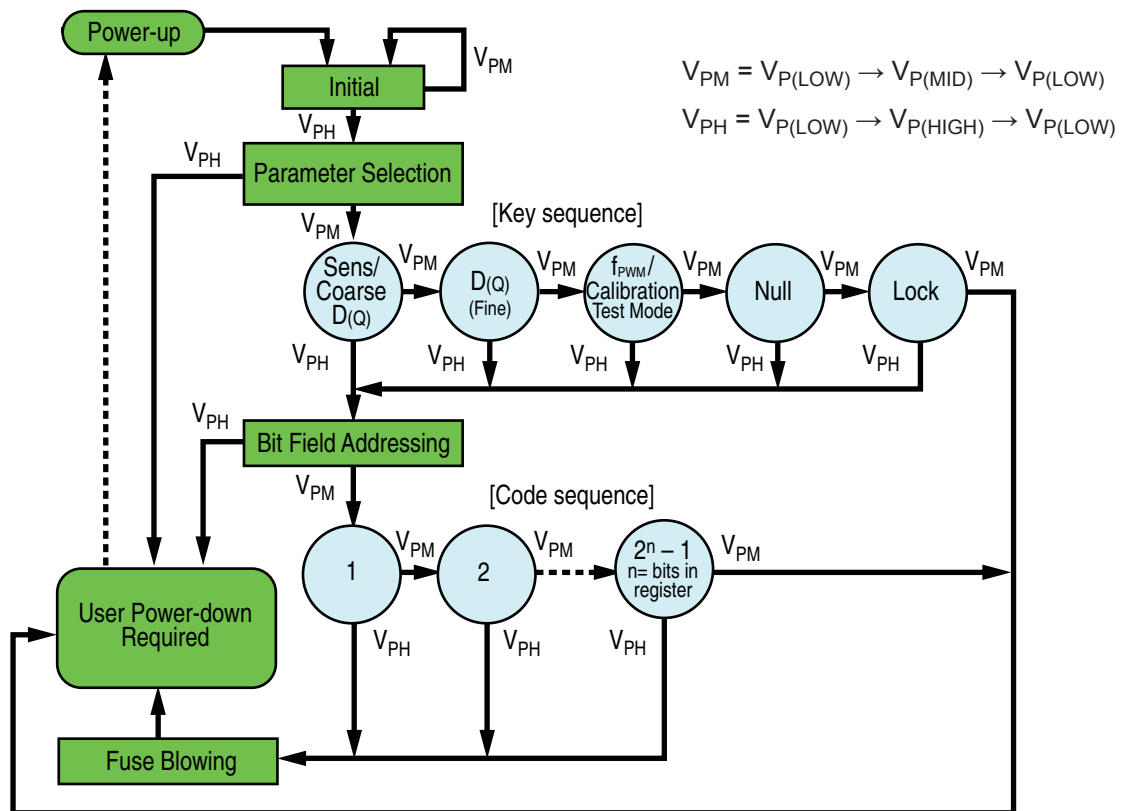 Power-up
V_PM
Initial
V_PM = V_P(LOW) → V_P(MID) → V_P(LOW)
V_PH = V_P(LOW) → V_P(HIGH) → V_P(LOW)
V_PH
V_PH
Parameter Selection
V_PM
[Key sequence]
Sens/
Coarse
D(Q)
V_PM
D(Q)
(Fine)
V_PM
f_PWM/
Calibration
Test Mode
V_PM
Null
V_PM
Lock
V_PM
V_PH
V_PH
V_PH
V_PH
V_PH
V_PH
Bit Field Addressing
V_PM
[Code sequence]
1
V_PM
2
V_PM
2ⁿ – 1
n= bits in
register
V_PM
User Power-down
Required
V_PH
V_PH
V_PH
Fuse Blowing